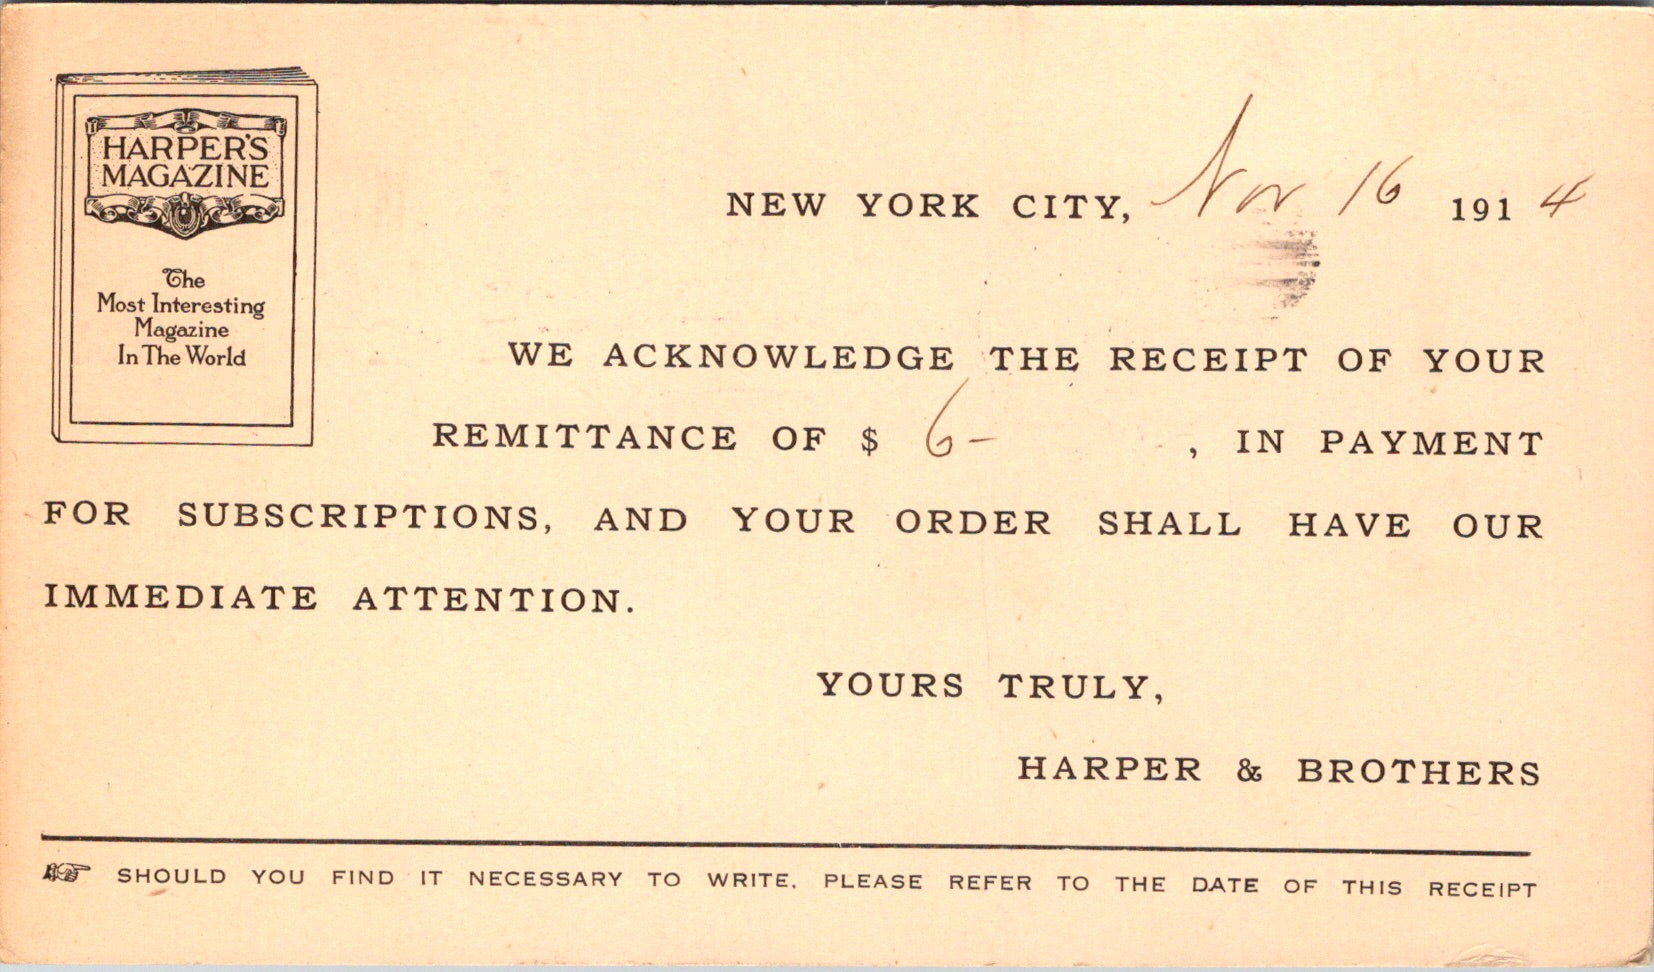 HARPER'S
MAGAZINE
The
Most Interesting
Magazine
In The World
NEW YORK CITY, Nov 16 1914
WE ACKNOWLEDGE THE RECEIPT OF YOUR
REMITTANCE OF $ 6- , IN PAYMENT
FOR SUBSCRIPTIONS, AND YOUR ORDER SHALL HAVE OUR
IMMEDIATE ATTENTION.
YOURS TRULY,
HARPER & BROTHERS
☞ SHOULD YOU FIND IT NECESSARY TO WRITE, PLEASE REFER TO THE DATE OF THIS RECEIPT